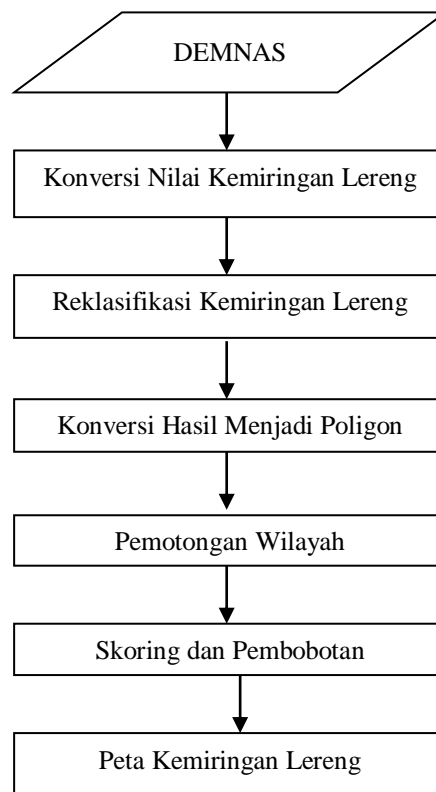 DEMNAS
Konversi Nilai Kemiringan Lereng
Reklasifikasi Kemiringan Lereng
Konversi Hasil Menjadi Poligon
Pemotongan Wilayah
Skoring dan Pembobotan
Peta Kemiringan Lereng